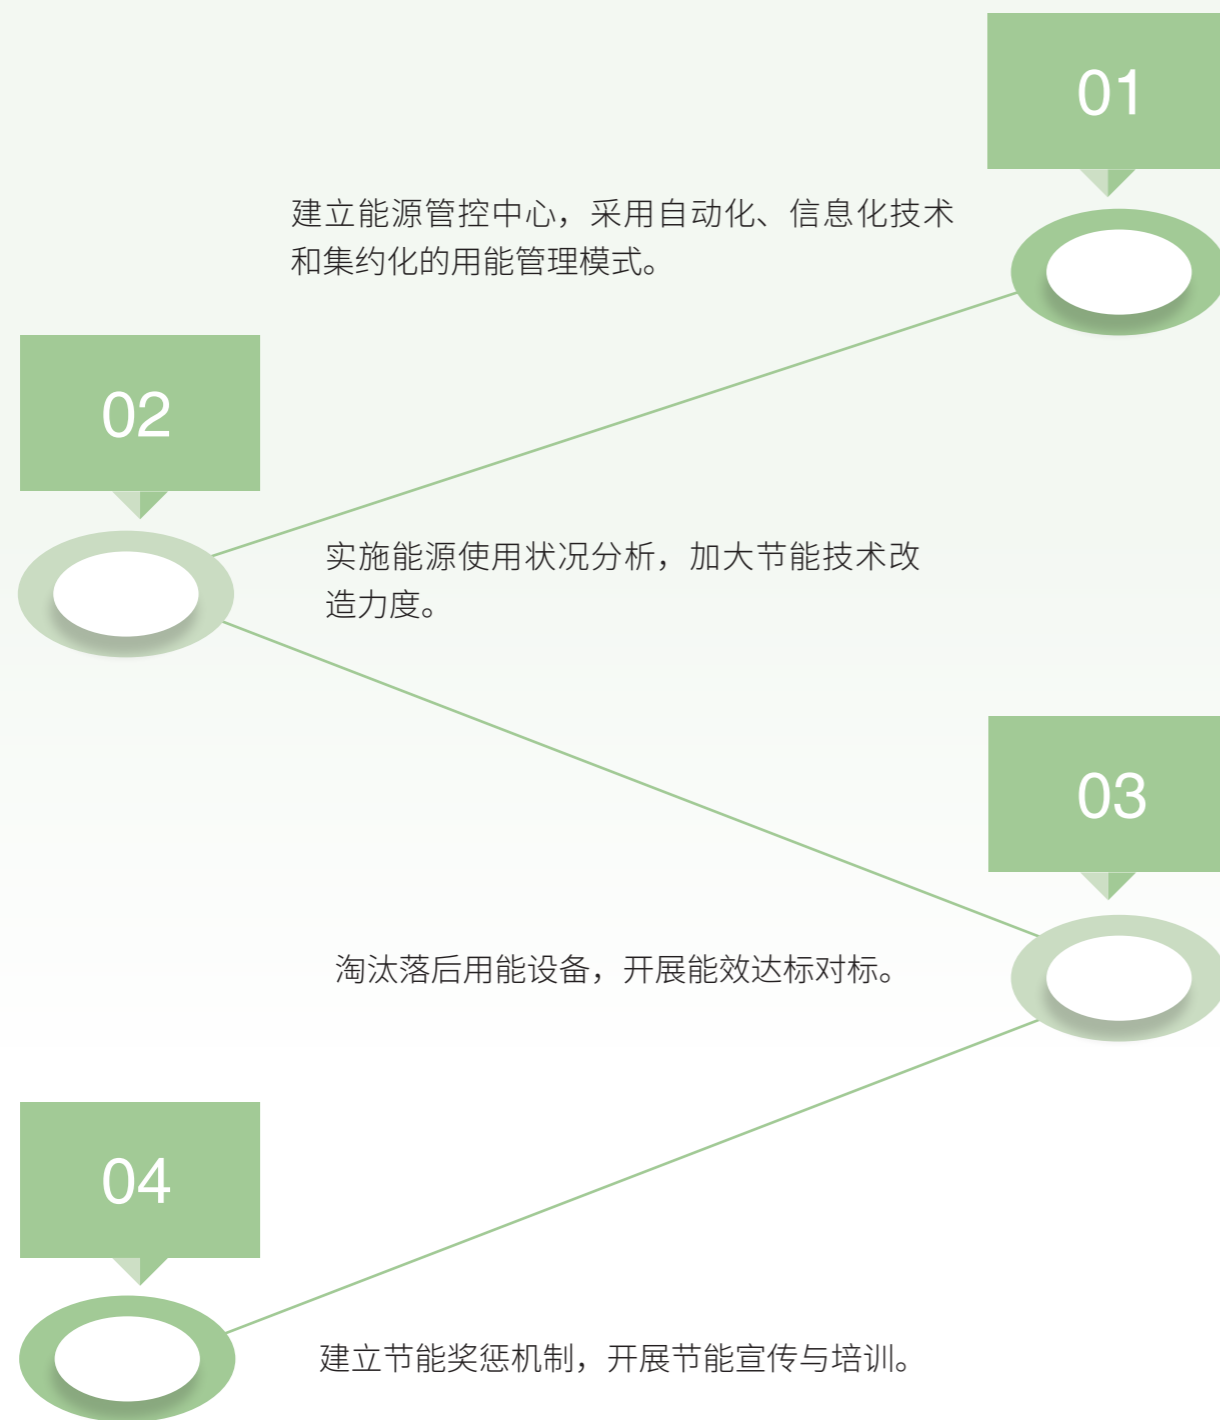 01
建立能源管控中心，采用自动化、信息化技术
和集约化的用能管理模式。
02
实施能源使用状况分析，加大节能技术改
造力度。
03
淘汰落后用能设备，开展能效达标对标。
04
建立节能奖惩机制，开展节能宣传与培训。